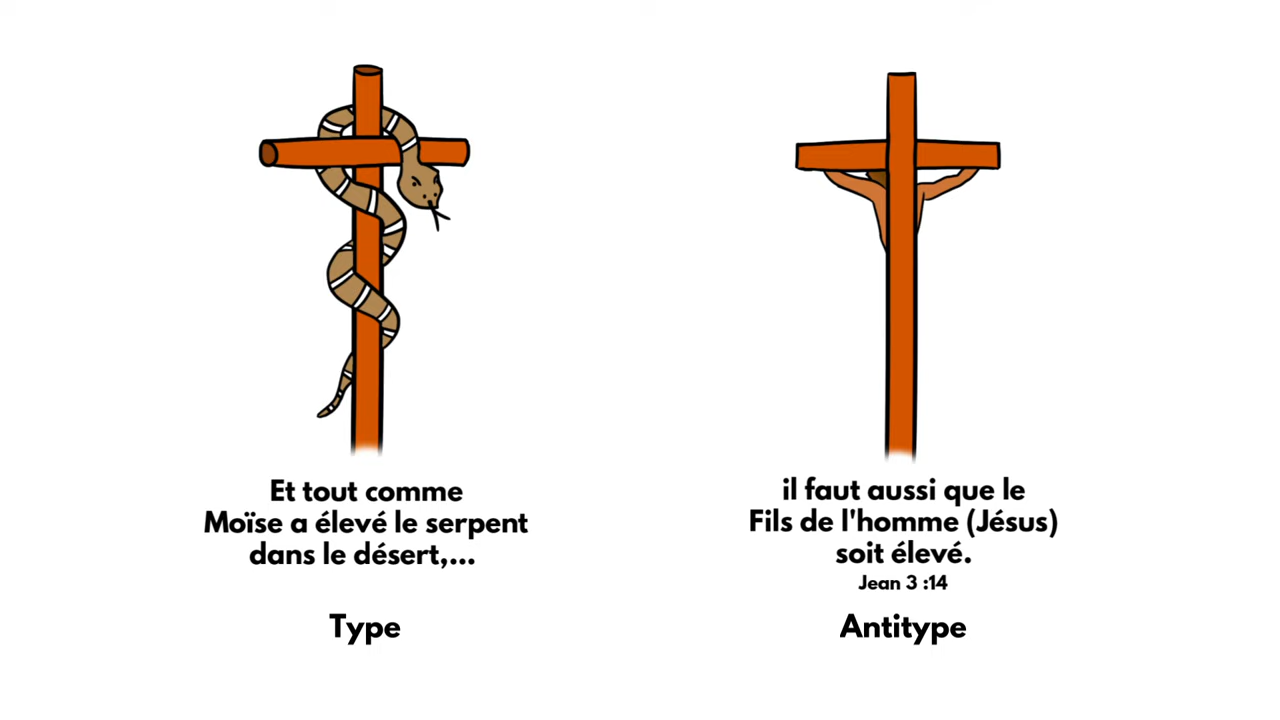 Et tout comme
Moïse a élevé le serpent
dans le désert,...
Type
il faut aussi que le
Fils de l'homme (Jésus)
soit élevé.
Jean 3 :14
Antitype